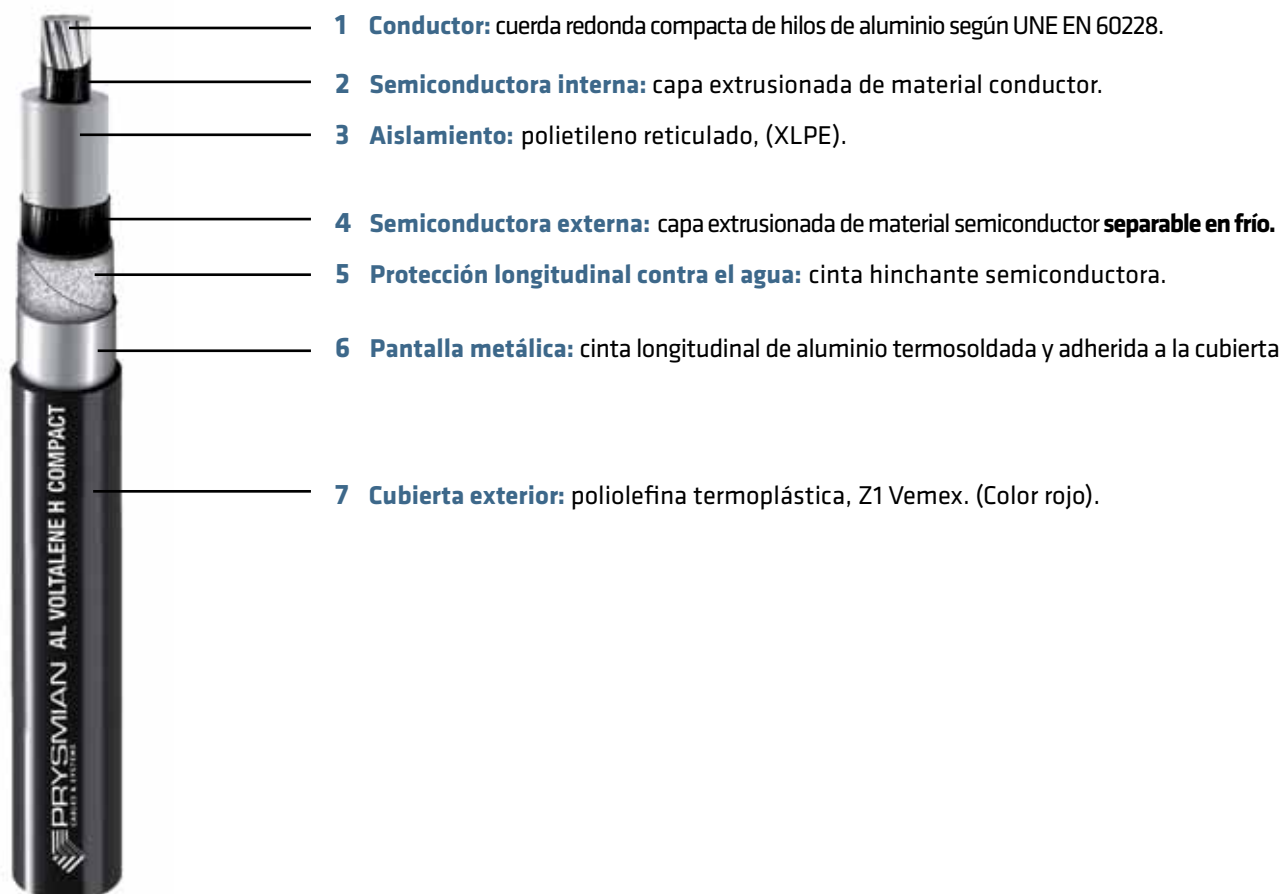 1 Conductor: cuerda redonda compacta de hilos de aluminio según UNE EN 60228.
2 Semiconductora interna: capa extrusionada de material conductor.
3 Aislamiento: polietileno reticulado, (XLPE).
4 Semiconductora externa: capa extrusionada de material semiconductor separable en frío.
5 Protección longitudinal contra el agua: cinta hinchante semiconductora.
6 Pantalla metálica: cinta longitudinal de aluminio termosoldada y adherida a la cubierta
7 Cubierta exterior: poliolefina termoplástica, Z1 Vemex. (Color rojo).
PRYSMIAN AL VOLTALENE H COMPACT
CABLES & SYSTEMS